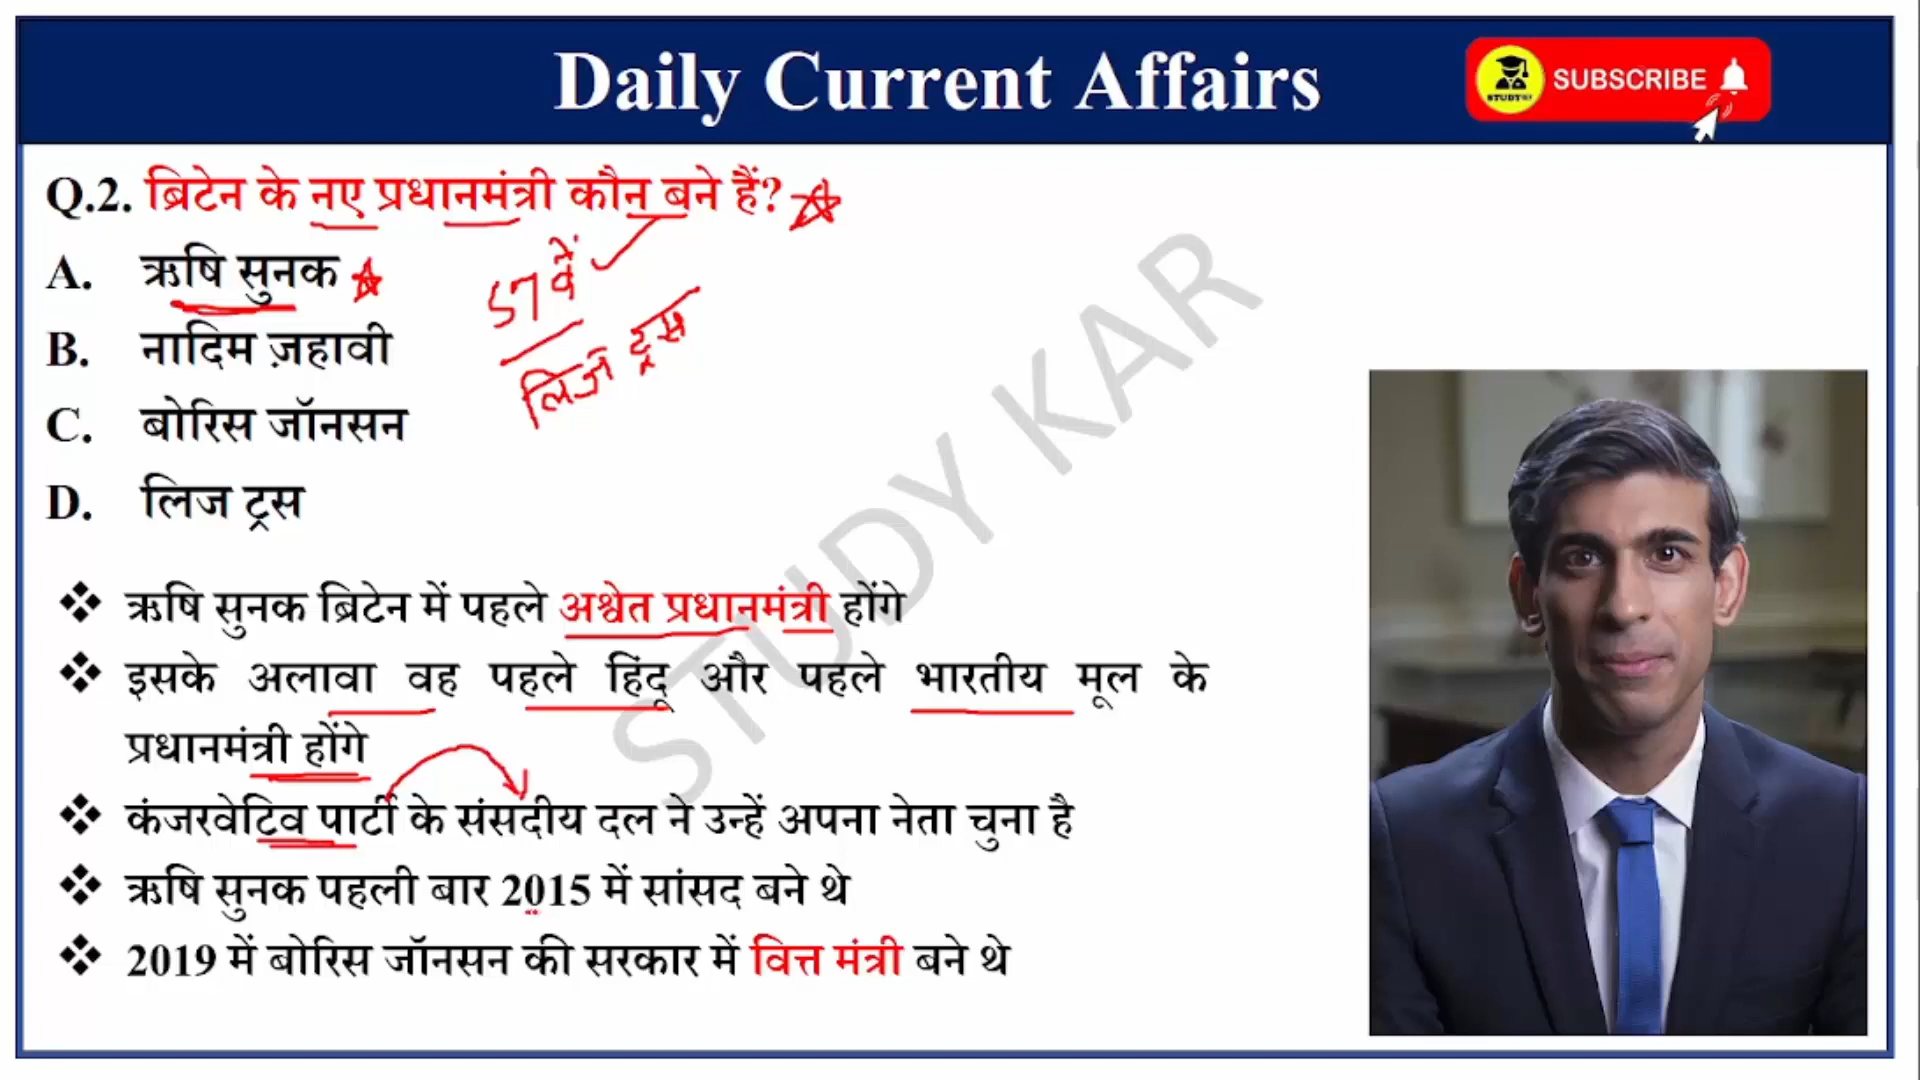 Daily Current Affairs
SUBSCRIBE
Q.2. ब्रिटेन के नए प्रधानमंत्री कौन बने हैं?
A. ऋषि सुनक
57वें
B. नादिम ज़हावी
लिज ट्रस
C. बोरिस जॉनसन
D. लिज ट्रस
STUDY KAR
❖ ऋषि सुनक ब्रिटेन में पहले अश्वेत प्रधानमंत्री होंगे
❖ इसके अलावा वह पहले हिंदू और पहले भारतीय मूल के
प्रधानमंत्री होंगे
❖ कंजरवेटिव पार्टी के संसदीय दल ने उन्हें अपना नेता चुना है
❖ ऋषि सुनक पहली बार 2015 में सांसद बने थे
❖ 2019 में बोरिस जॉनसन की सरकार में वित्त मंत्री बने थे